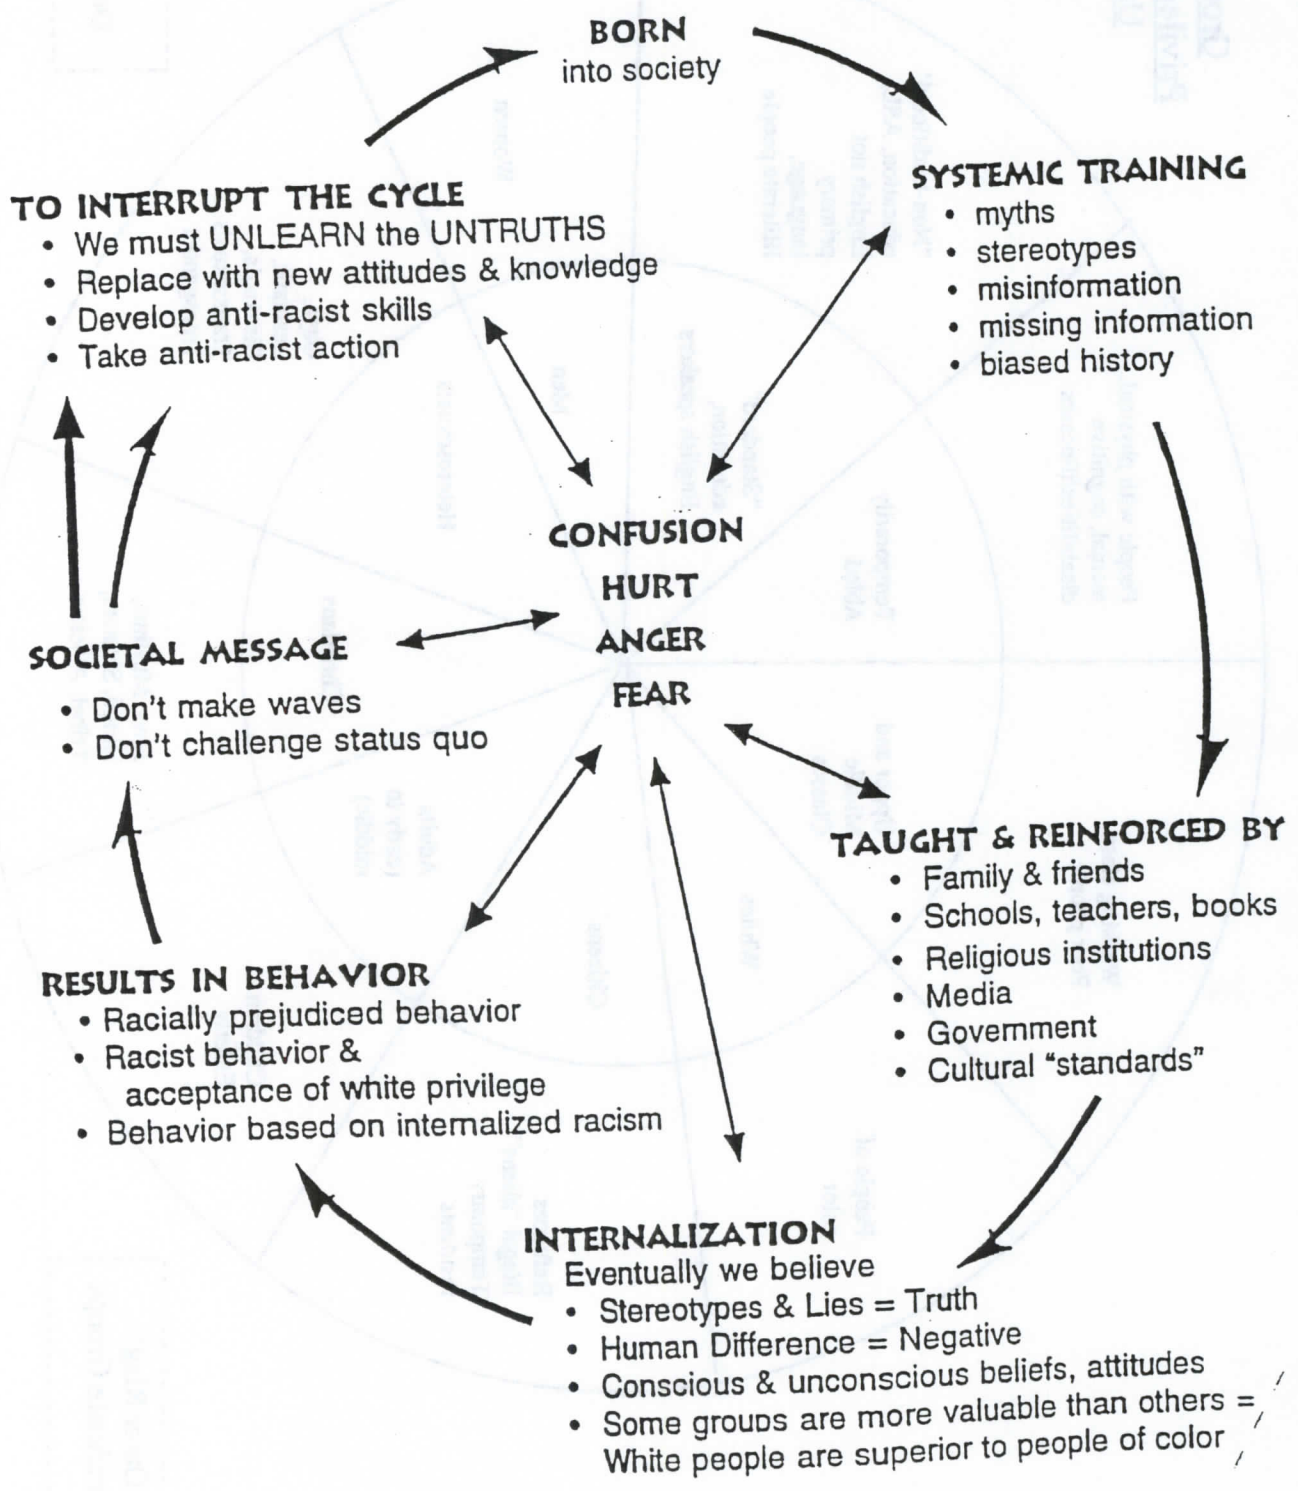 BORN
into society
SYSTEMIC TRAINING
• myths
• stereotypes
• misinformation
• missing information
• biased history
TAUGHT & REINFORCED BY
• Family & friends
• Schools, teachers, books
• Religious institutions
• Media
• Government
• Cultural "standards"
INTERNALIZATION
Eventually we believe
• Stereotypes & Lies = Truth
• Human Difference = Negative
• Conscious & unconscious beliefs, attitudes
• Some groups are more valuable than others =
White people are superior to people of color
RESULTS IN BEHAVIOR
• Racially prejudiced behavior
• Racist behavior &
acceptance of white privilege
• Behavior based on internalized racism
SOCIETAL MESSAGE
• Don't make waves
• Don't challenge status quo
TO INTERRUPT THE CYCLE
• We must UNLEARN the UNTRUTHS
• Replace with new attitudes & knowledge
• Develop anti-racist skills
• Take anti-racist action
CONFUSION
HURT
ANGER
FEAR